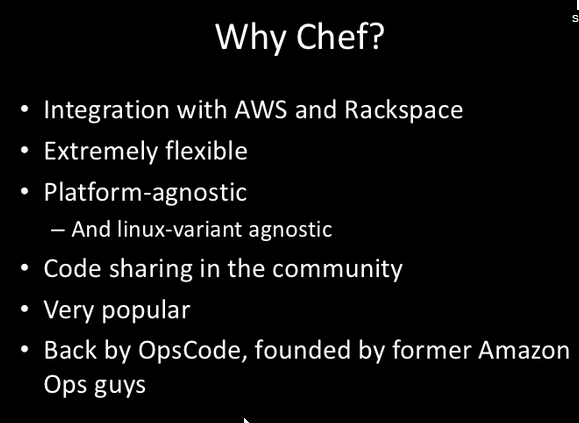 Why Chef?
s
• Integration with AWS and Rackspace
• Extremely flexible
• Platform-agnostic
– And linux-variant agnostic
• Code sharing in the community
• Very popular
• Back by OpsCode, founded by former Amazon
Ops guys